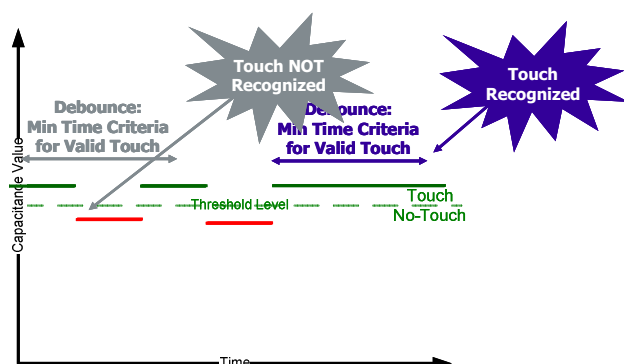 Touch NOT
Recognized
Touch
Recognized
Debounce:
Min Time Criteria
for Valid Touch
Debounce:
Min Time Criteria
for Valid Touch
Capacitance Value
Threshold Level
Touch
No-Touch
Time